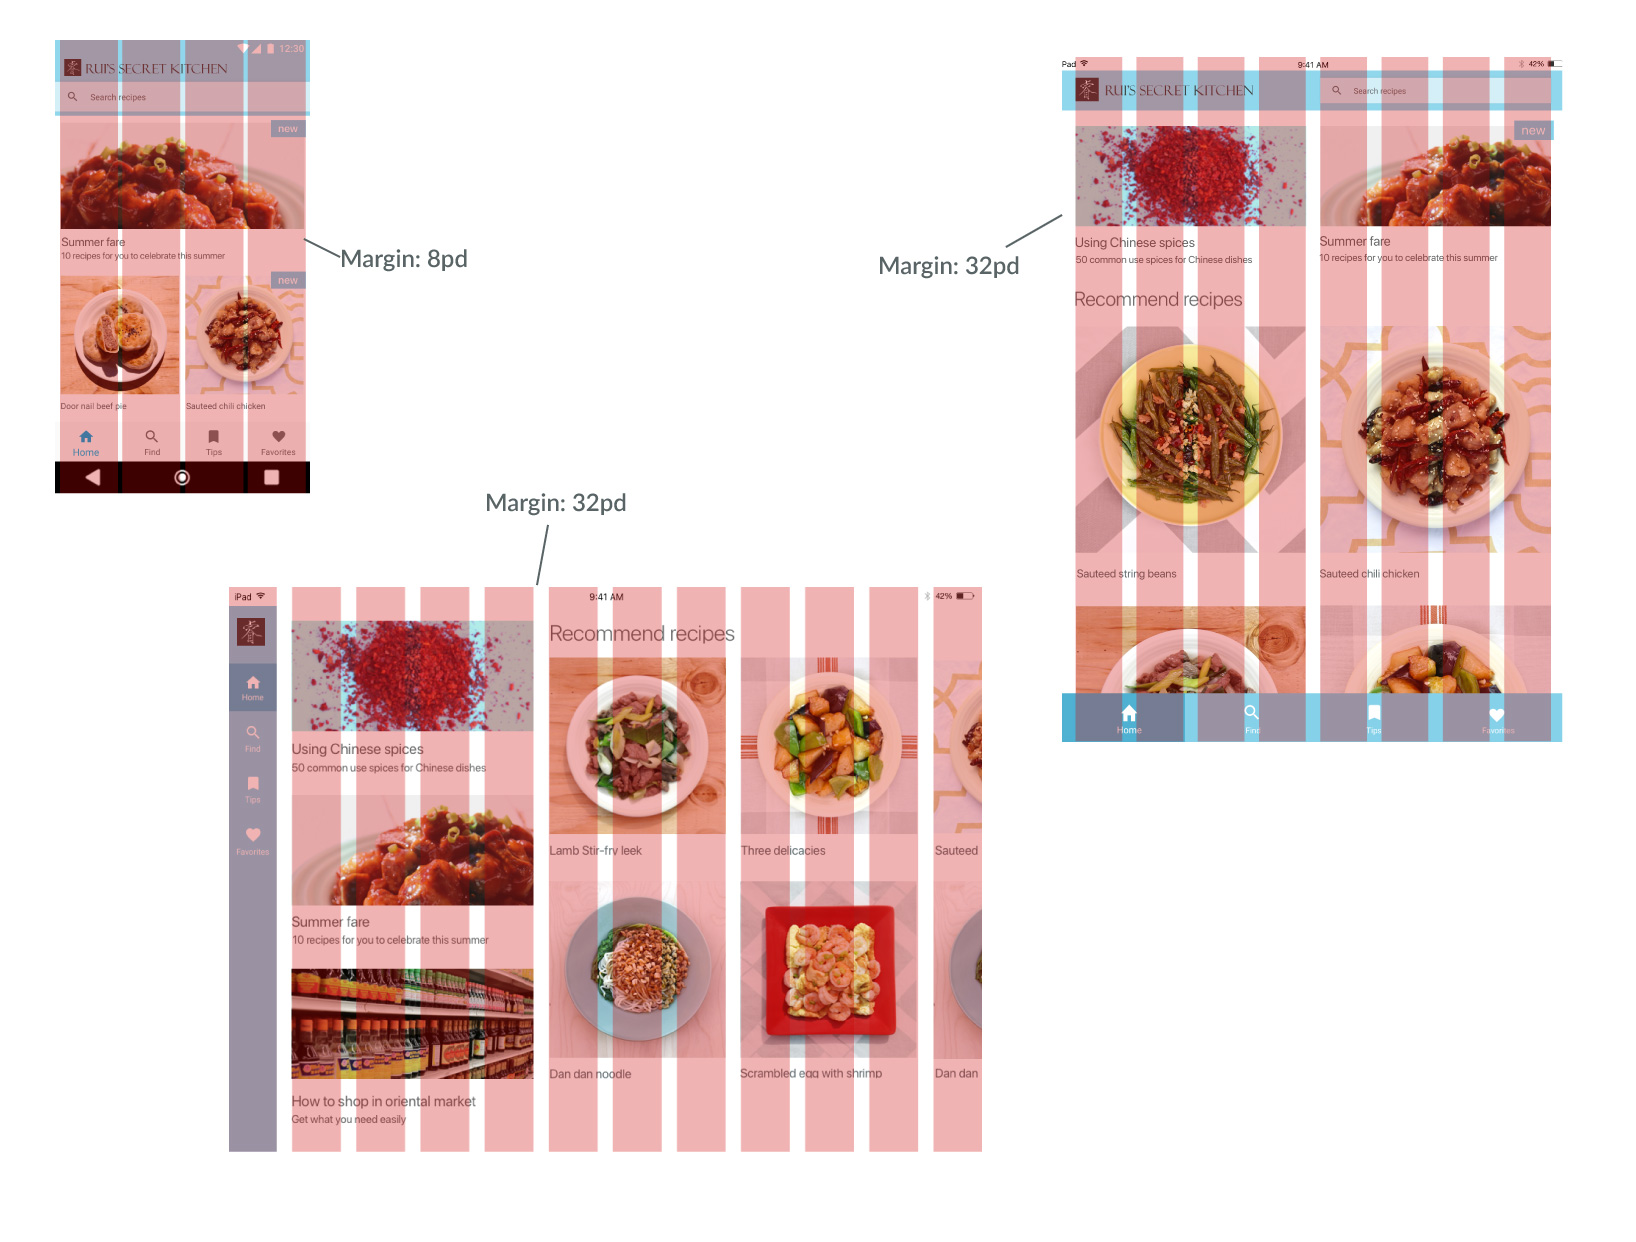 12:30
RUI'S SECRET KITCHEN
Search recipes
new
Summer fare
10 recipes for you to celebrate this summer
new
Door nail beef pie
Sauteed chili chicken
Home
Find
Tips
Favorites
Margin: 8pd
Margin: 32pd
Pad
9:41 AM
42%
RUI'S SECRET KITCHEN
Search recipes
new
Using Chinese spices
50 common use spices for Chinese dishes
Summer fare
10 recipes for you to celebrate this summer
Recommend recipes
Sauteed string beans
Sauteed chili chicken
Home
Find
Tips
Favorites
Margin: 32pd
iPad
9:41 AM
42%
Home
Find
Tips
Favorites
Using Chinese spices
50 common use spices for Chinese dishes
Summer fare
10 recipes for you to celebrate this summer
How to shop in oriental market
Get what you need easily
Recommend recipes
Lamb Stir-fry leek
Three delicacies
Sauteed
Dan dan noodle
Scrambled egg with shrimp
Dan dan